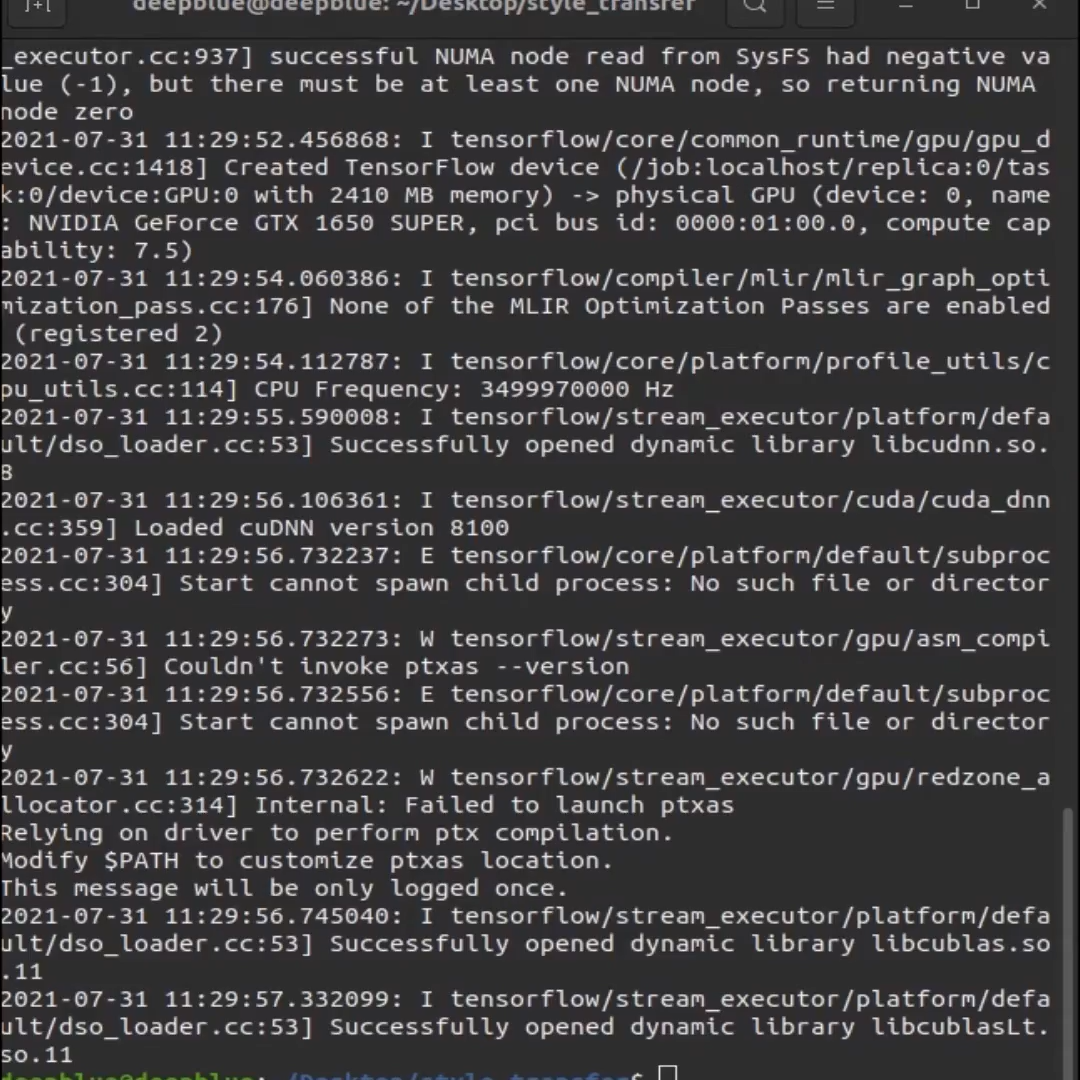 deepblue@deepblue: ~/Desktop/style_transfer
_executor.cc:937] successful NUMA node read from SysFS had negative va
lue (-1), but there must be at least one NUMA node, so returning NUMA
node zero
2021-07-31 11:29:52.456868: I tensorflow/core/common_runtime/gpu/gpu_d
evice.cc:1418] Created TensorFlow device (/job:localhost/replica:0/tas
k:0/device:GPU:0 with 2410 MB memory) -> physical GPU (device: 0, name
: NVIDIA GeForce GTX 1650 SUPER, pci bus id: 0000:01:00.0, compute cap
ability: 7.5)
2021-07-31 11:29:54.060386: I tensorflow/compiler/mlir/mlir_graph_opti
mization_pass.cc:176] None of the MLIR Optimization Passes are enabled
(registered 2)
2021-07-31 11:29:54.112787: I tensorflow/core/platform/profile_utils/c
pu_utils.cc:114] CPU Frequency: 3499970000 Hz
2021-07-31 11:29:55.590008: I tensorflow/stream_executor/platform/defa
ult/dso_loader.cc:53] Successfully opened dynamic library libcudnn.so.
8
2021-07-31 11:29:56.106361: I tensorflow/stream_executor/cuda/cuda_dnn
.cc:359] Loaded cuDNN version 8100
2021-07-31 11:29:56.732237: E tensorflow/core/platform/default/subproc
ess.cc:304] Start cannot spawn child process: No such file or director
y
2021-07-31 11:29:56.732273: W tensorflow/stream_executor/gpu/asm_compi
ler.cc:56] Couldn't invoke ptxas --version
2021-07-31 11:29:56.732556: E tensorflow/core/platform/default/subproc
ess.cc:304] Start cannot spawn child process: No such file or director
y
2021-07-31 11:29:56.732622: W tensorflow/stream_executor/gpu/redzone_a
llocator.cc:314] Internal: Failed to launch ptxas
Relying on driver to perform ptx compilation.
Modify $PATH to customize ptxas location.
This message will be only logged once.
2021-07-31 11:29:56.745040: I tensorflow/stream_executor/platform/defa
ult/dso_loader.cc:53] Successfully opened dynamic library libcublas.so
.11
2021-07-31 11:29:57.332099: I tensorflow/stream_executor/platform/defa
ult/dso_loader.cc:53] Successfully opened dynamic library libcublasLt.
so.11
deepblue@deepblue:~/Desktop/style_transfer$